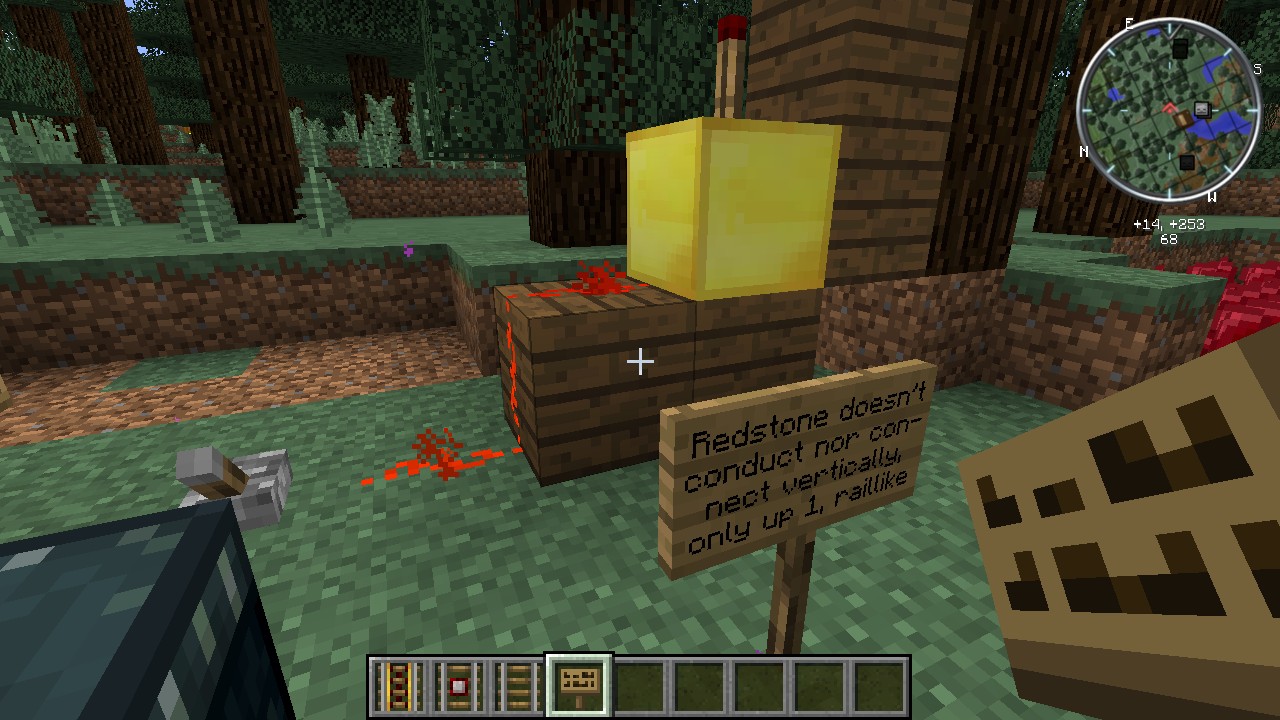 E
S
N
W
+14, +253
68
Redstone doesn't
conduct nor con-
nect vertically,
only up 1, raillike